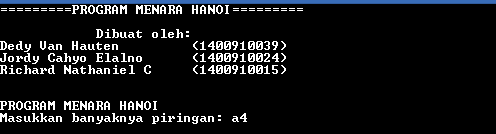 =========PROGRAM MENARA HANOI=========
Dibuat oleh:
Dedy Van Hauten (1400910039)
Jordy Cahyo Elalno (1400910024)
Richard Nathaniel C (1400910015)
PROGRAM MENARA HANOI
Masukkan banyaknya piringan: a4